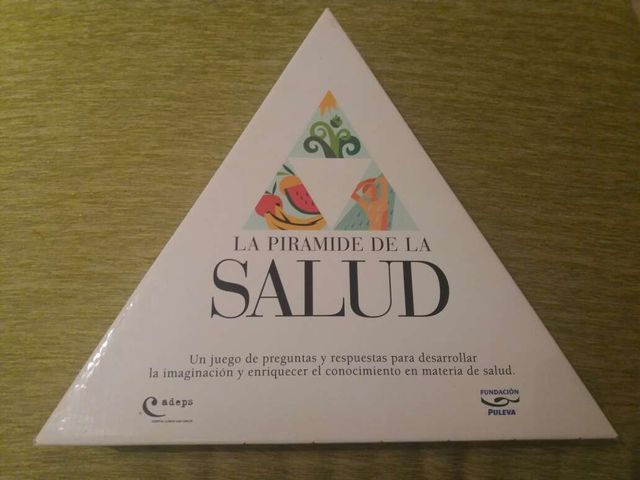 LA PIRAMIDE DE LA
SALUD
Un juego de preguntas y respuestas para desarrollar
la imaginación y enriquecer el conocimiento en materia de salud.
adeps
FUNDACIÓN
PULEVA